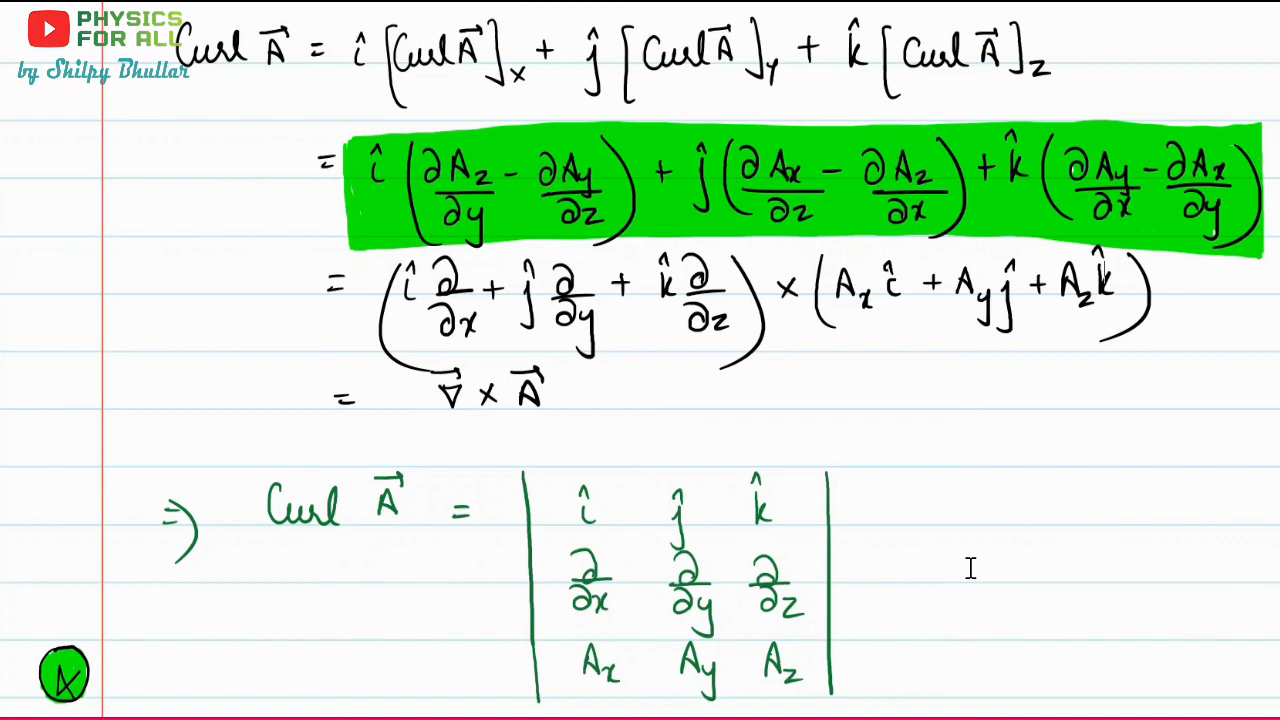 PHYSICS
FOR ALL
by Shilpy Bhullar
Curl A⃗ = î [Curl A⃗]x + ĵ [Curl A⃗]y + k̂ [Curl A⃗]z
= î (∂Az/∂y - ∂Ay/∂z) + ĵ (∂Ax/∂z - ∂Az/∂x) + k̂ (∂Ay/∂x - ∂Ax/∂y)
= (î ∂/∂x + ĵ ∂/∂y + k̂ ∂/∂z) × (Ax î + Ay ĵ + Az k̂)
= ∇⃗ × A⃗
⇒ Curl A⃗ = | î ĵ k̂ |
| ∂/∂x ∂/∂y ∂/∂z |
| Ax Ay Az |